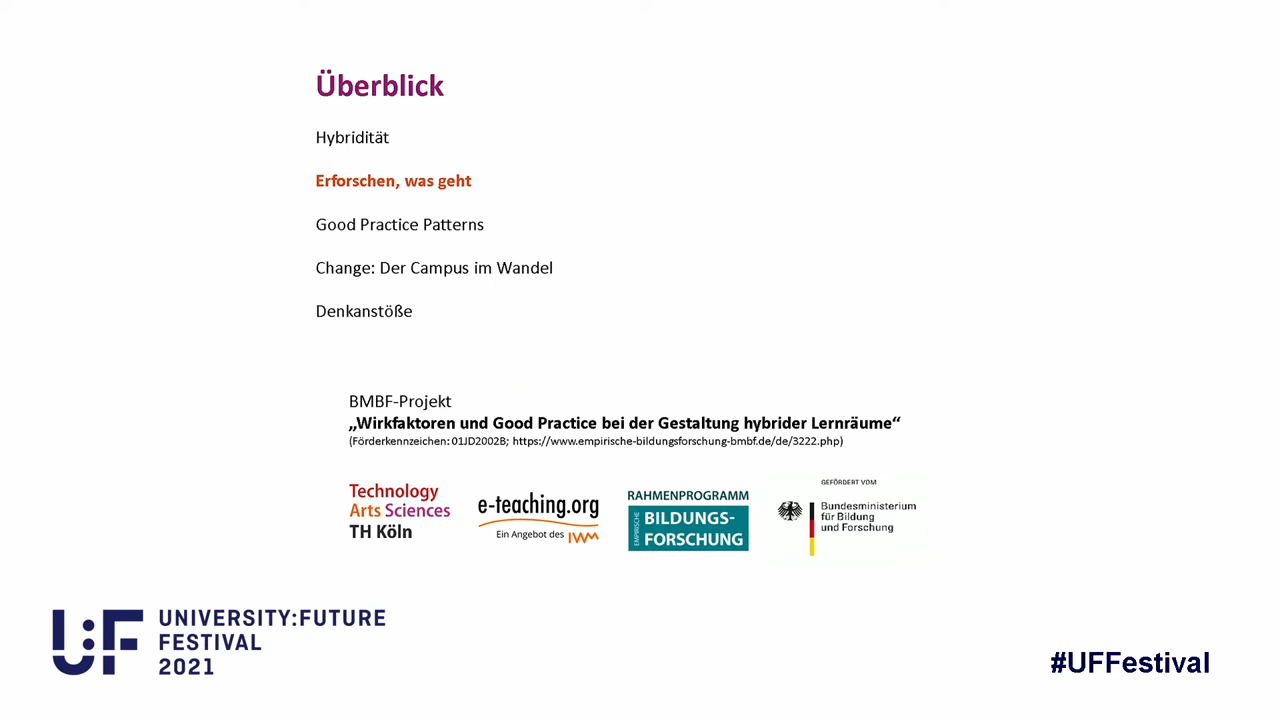 Überblick
Hybridität
Erforschen, was geht
Good Practice Patterns
Change: Der Campus im Wandel
Denkanstöße
BMBF-Projekt
„Wirkfaktoren und Good Practice bei der Gestaltung hybrider Lernräume“
(Förderkennzeichen: 01JD2002B; https://www.empirische-bildungsforschung-bmbf.de/de/3222.php)
Technology
Arts Sciences
TH Köln
e-teaching.org
Ein Angebot des IWM
RAHMENPROGRAMM
EMPIRISCHE
BILDUNGS-
FORSCHUNG
GEFÖRDERT VOM
Bundesministerium
für Bildung
und Forschung
U:F
UNIVERSITY:FUTURE
FESTIVAL
2021
#UFFestival